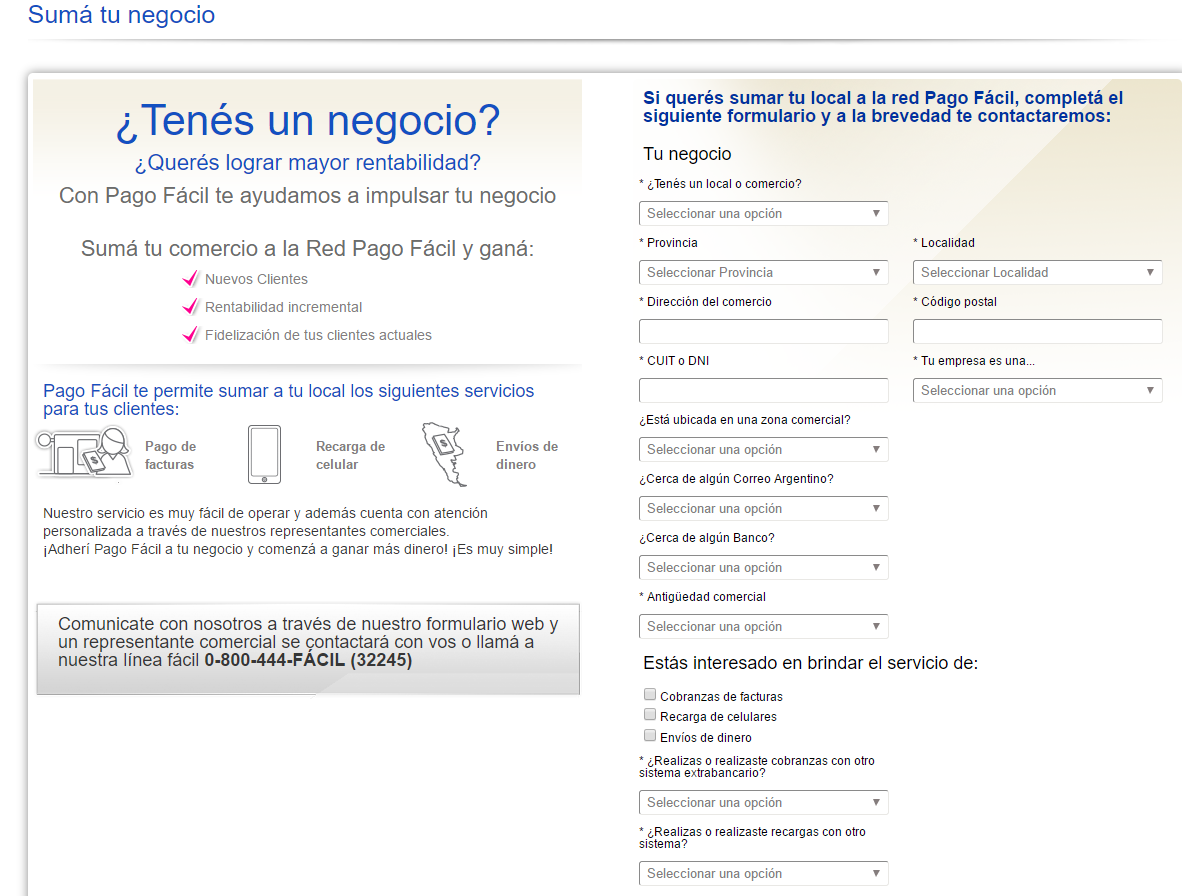 Sumá tu negocio
¿Tenés un negocio?
¿Querés lograr mayor rentabilidad?
Con Pago Fácil te ayudamos a impulsar tu negocio
Sumá tu comercio a la Red Pago Fácil y ganá:
Nuevos Clientes
Rentabilidad incremental
Fidelización de tus clientes actuales
Pago Fácil te permite sumar a tu local los siguientes servicios
para tus clientes:
Pago de
facturas
Recarga de
celular
Envíos de
dinero
Nuestro servicio es muy fácil de operar y además cuenta con atención
personalizada a través de nuestros representantes comerciales.
¡Adherí Pago Fácil a tu negocio y comenzá a ganar más dinero! ¡Es muy simple!
Comunicate con nosotros a través de nuestro formulario web y
un representante comercial se contactará con vos o llamá a
nuestra línea fácil 0-800-444-FÁCIL (32245)
Si querés sumar tu local a la red Pago Fácil, completá el
siguiente formulario y a la brevedad te contactaremos:
Tu negocio
* ¿Tenés un local o comercio?
Seleccionar una opción
* Provincia
Seleccionar Provincia
* Localidad
Seleccionar Localidad
* Dirección del comercio
* Código postal
* CUIT o DNI
* Tu empresa es una...
Seleccionar una opción
¿Está ubicada en una zona comercial?
Seleccionar una opción
¿Cerca de algún Correo Argentino?
Seleccionar una opción
¿Cerca de algún Banco?
Seleccionar una opción
* Antigüedad comercial
Seleccionar una opción
Estás interesado en brindar el servicio de:
Cobranzas de facturas
Recarga de celulares
Envíos de dinero
* ¿Realizas o realizaste cobranzas con otro
sistema extrabancario?
Seleccionar una opción
* ¿Realizas o realizaste recargas con otro
sistema?
Seleccionar una opción